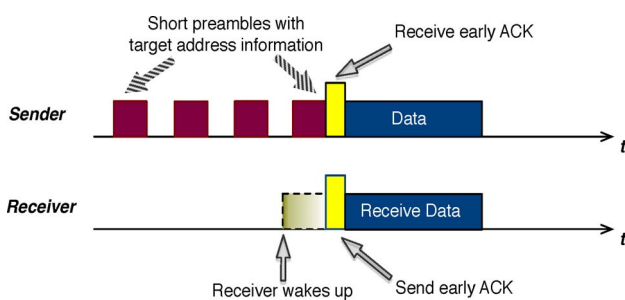 Short preambles with
target address information
Receive early ACK
Sender
Data
t
Receiver
Receive Data
t
Receiver wakes up
Send early ACK